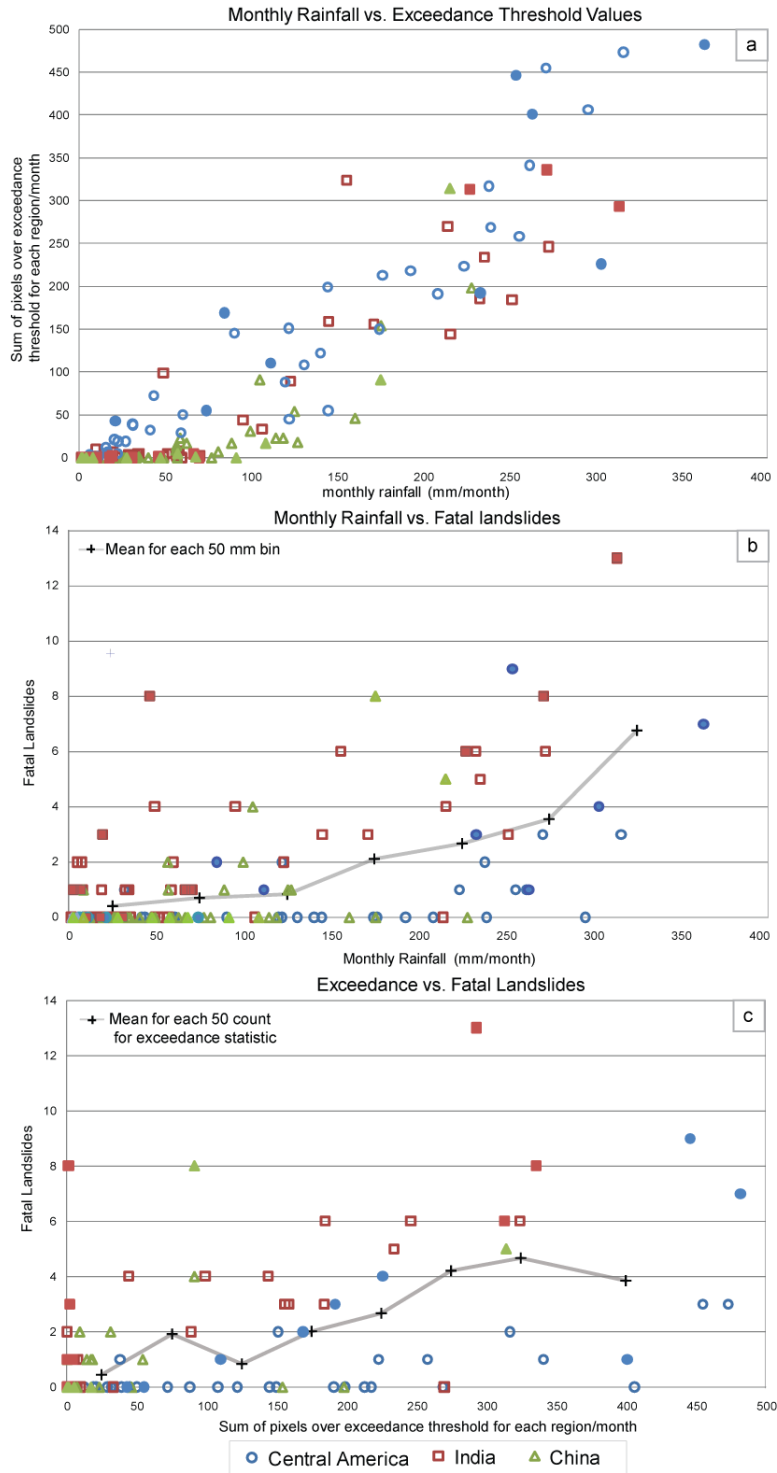 Monthly Rainfall vs. Exceedance Threshold Values
a
500
450
400
350
300
250
200
150
100
50
0
Sum of pixels over exceedance
threshold for each region/month
0 50 100 150 200 250 300 350 400
monthly rainfall (mm/month)
Monthly Rainfall vs. Fatal landslides
b
Mean for each 50 mm bin
14
12
10
8
6
4
2
0
Fatal Landslides
0 50 100 150 200 250 300 350 400
Monthly Rainfall (mm/month)
Exceedance vs. Fatal Landslides
c
Mean for each 50 count
for exceedance statistic
14
12
10
8
6
4
2
0
Fatal Landslides
0 50 100 150 200 250 300 350 400 450 500
Sum of pixels over exceedance threshold for each region/month
Central America India China